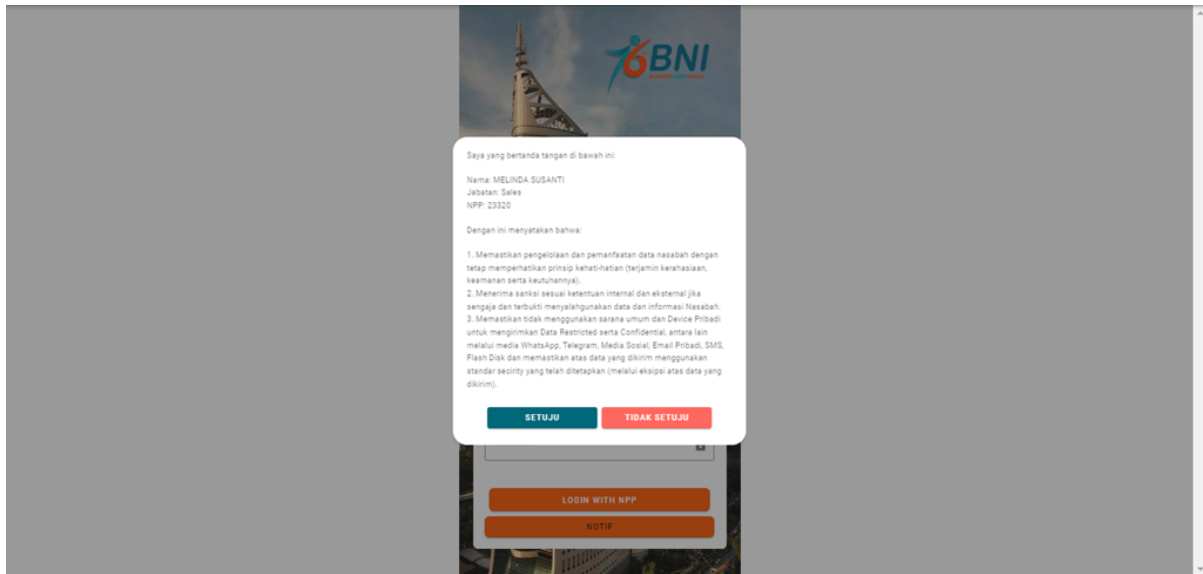 76 BNI
Saya yang bertanda tangan di bawah ini:
Nama: MELINDA SUSANTI
Jabatan: Sales
NPP: 23320
Dengan ini menyatakan bahwa:
1. Memastikan pengelolaan dan pemanfaatan data nasabah dengan
tetap memperhatikan prinsip kehati-hatian (terjamin kerahasiaan,
keamanan serta keutuhannya).
2. Menerima sanksi sesuai ketentuan internal dan eksternal jika
sengaja dan terbukti menyalahgunakan data dan informasi Nasabah.
3. Memastikan tidak menggunakan sarana umum dan Device Pribadi
untuk mengirimkan Data Restricted serta Confidential, antara lain
melalui media WhatsApp, Telegram, Media Sosial, Email Pribadi, SMS,
Flash Disk dan memastikan atas data yang dikirim menggunakan
standar secirity yang telah ditetapkan (melalui eksipsi atas data yang
dikirim).
SETUJU
TIDAK SETUJU
LOGIN WITH NPP
NOTIF